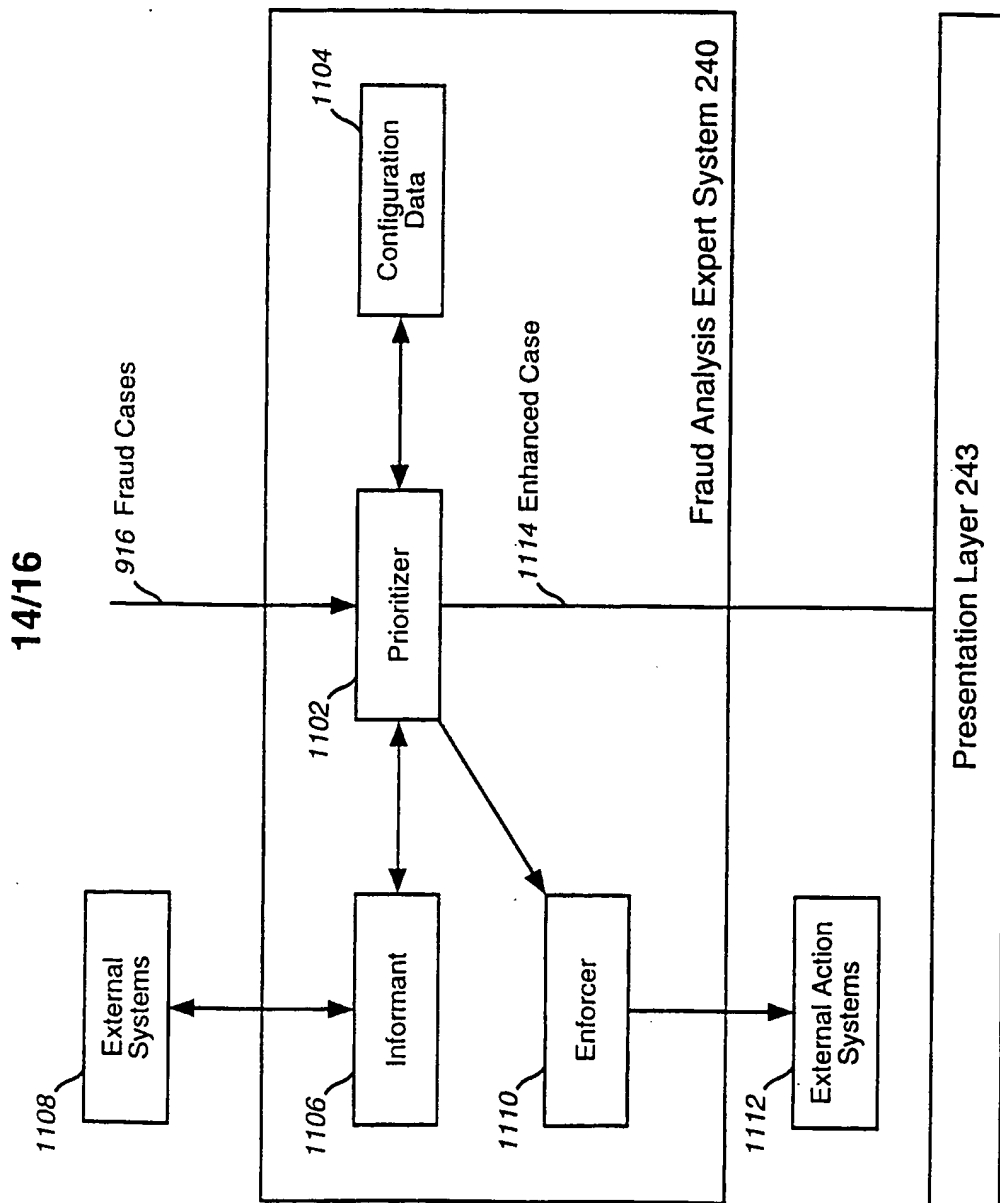 14/16
916 Fraud Cases
1108
External
Systems
1106
Informant
1102
Prioritizer
1104
Configuration
Data
1110
Enforcer
1114 Enhanced Case
Fraud Analysis Expert System 240
1112
External Action
Systems
Presentation Layer 243